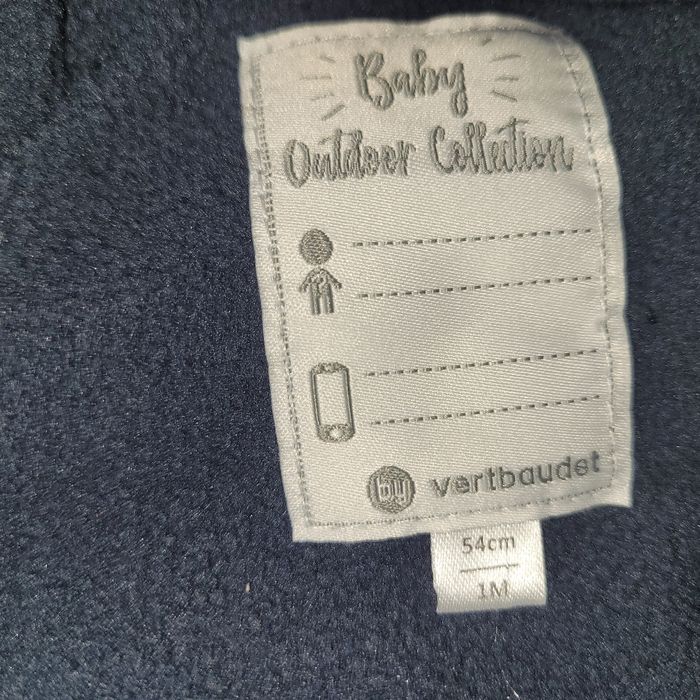 Baby
Outdoor Collection
by vertbaudet
54cm
1M